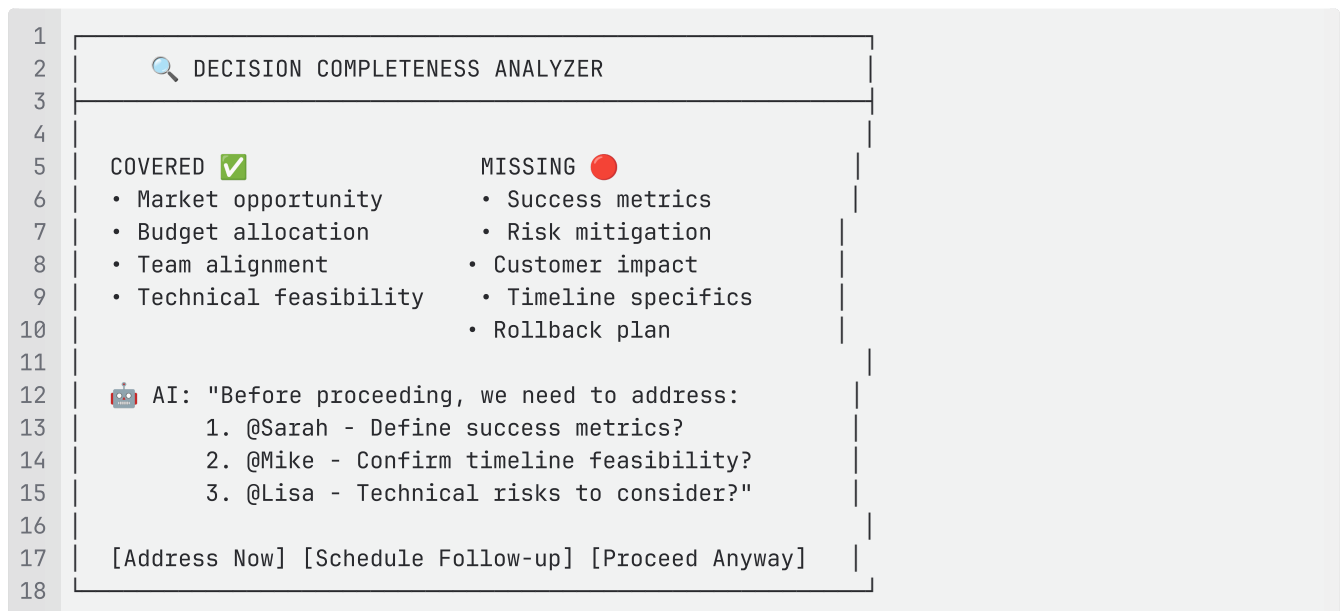 1
2 🔍 DECISION COMPLETENESS ANALYZER
3
4
5 COVERED ✅ MISSING 🔴
6 • Market opportunity • Success metrics
7 • Budget allocation • Risk mitigation
8 • Team alignment • Customer impact
9 • Technical feasibility • Timeline specifics
10 • Rollback plan
11
12 🤖 AI: "Before proceeding, we need to address:
13 1. @Sarah - Define success metrics?
14 2. @Mike - Confirm timeline feasibility?
15 3. @Lisa - Technical risks to consider?"
16
17 [Address Now] [Schedule Follow-up] [Proceed Anyway]
18